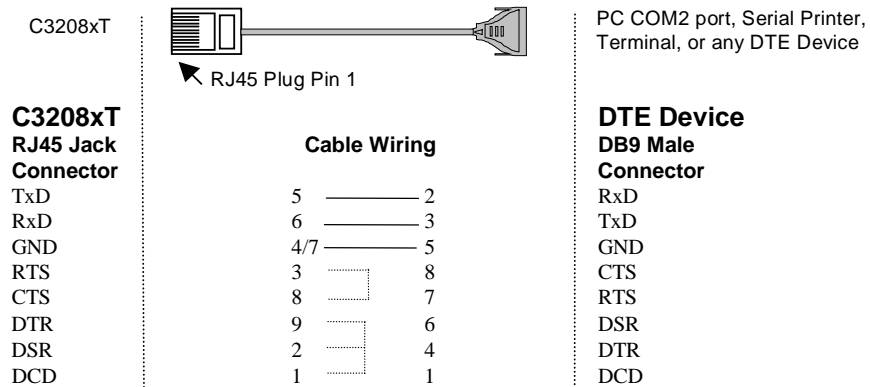 C3208xT
PC COM2 port, Serial Printer,
Terminal, or any DTE Device
RJ45 Plug Pin 1
C3208xT DTE Device
RJ45 Jack Cable Wiring DB9 Male
Connector Connector
TxD 5 2 RxD
RxD 6 3 TxD
GND 4/7 5 GND
RTS 3 8 CTS
CTS 8 7 RTS
DTR 9 6 DSR
DSR 2 4 DTR
DCD 1 1 DCD